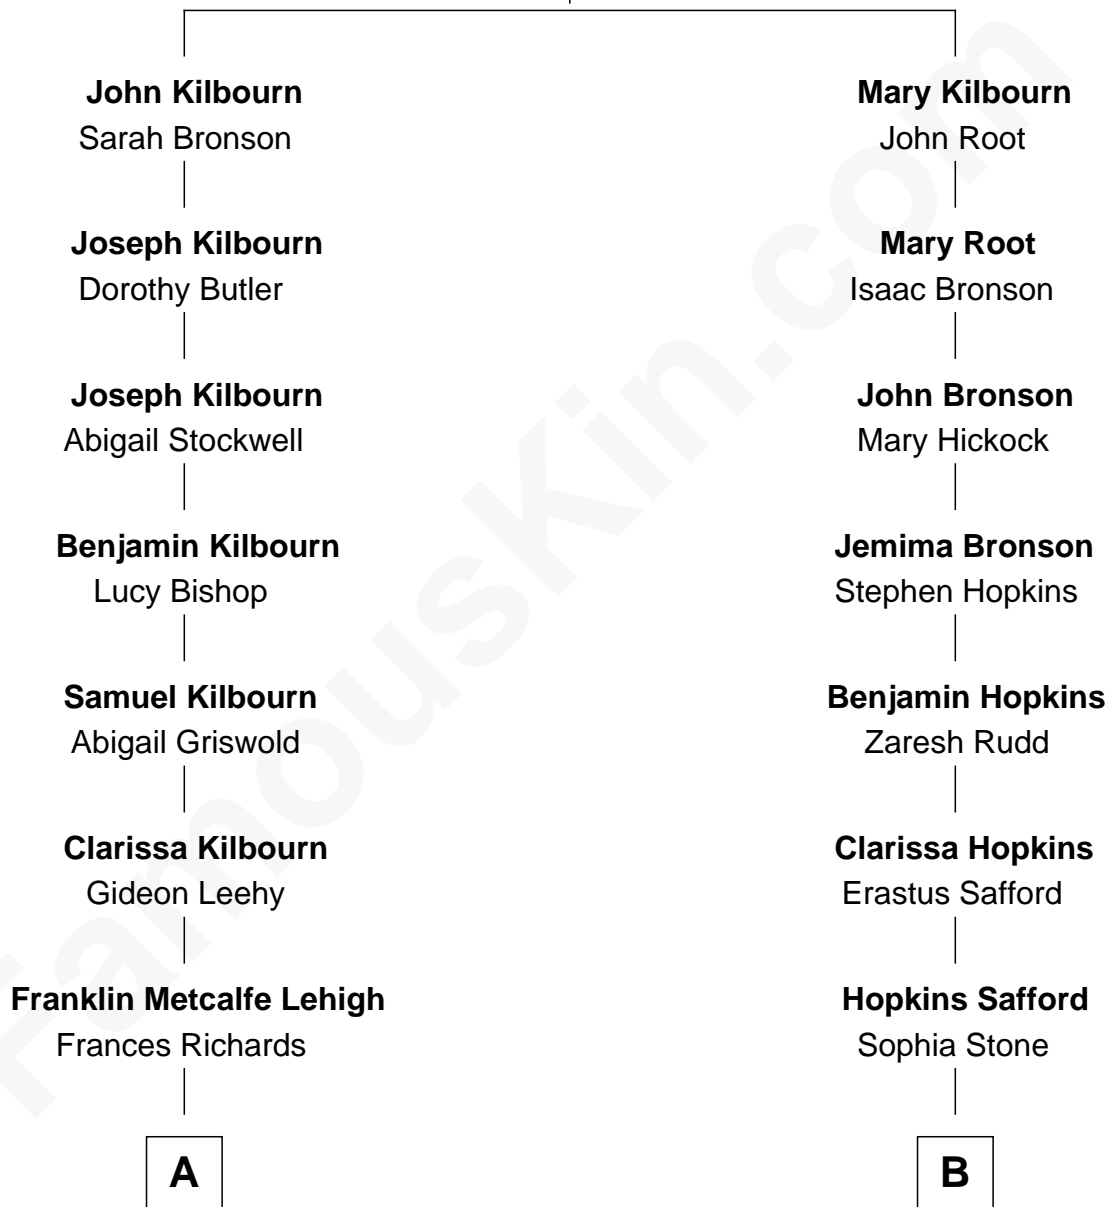 John Kilbourn
Sarah Bronson
Mary Kilbourn
John Root
Joseph Kilbourn
Dorothy Butler
Mary Root
Isaac Bronson
Joseph Kilbourn
Abigail Stockwell
John Bronson
Mary Hickock
Benjamin Kilbourn
Lucy Bishop
Jemima Bronson
Stephen Hopkins
Samuel Kilbourn
Abigail Griswold
Benjamin Hopkins
Zaresh Rudd
Clarissa Kilbourn
Gideon Leehy
Clarissa Hopkins
Erastus Safford
Franklin Metcalfe Lehigh
Frances Richards
Hopkins Safford
Sophia Stone
A
B
FamousKin.com